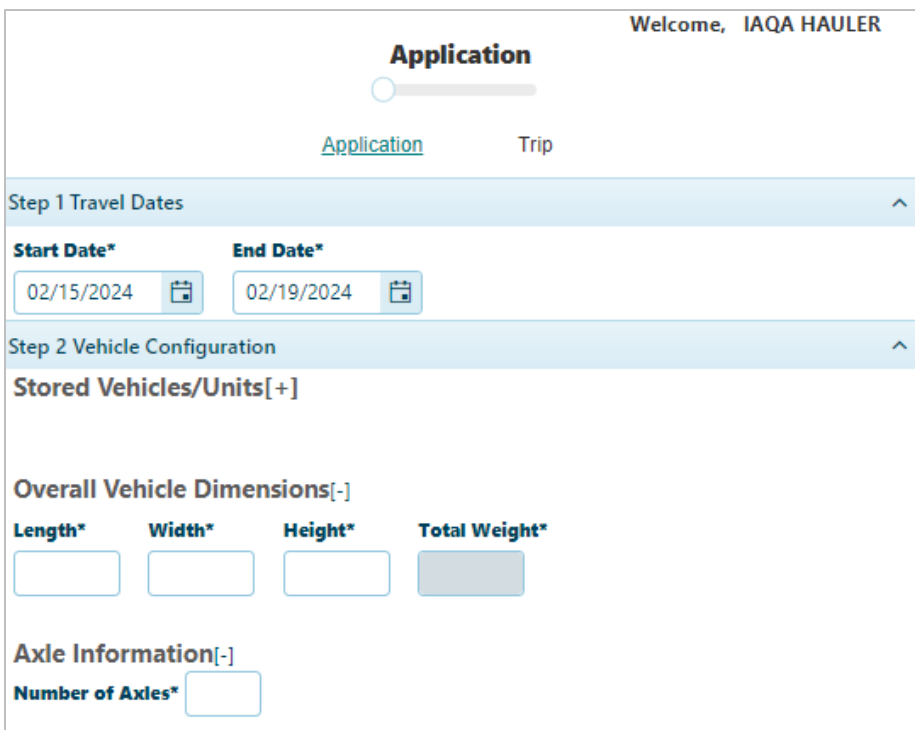 Welcome, IAQA HAULER
Application
Application Trip
Step 1 Travel Dates
Start Date* End Date*
02/15/2024 02/19/2024
Step 2 Vehicle Configuration
Stored Vehicles/Units[+]
Overall Vehicle Dimensions[-]
Length* Width* Height* Total Weight*
Axle Information[-]
Number of Axles*